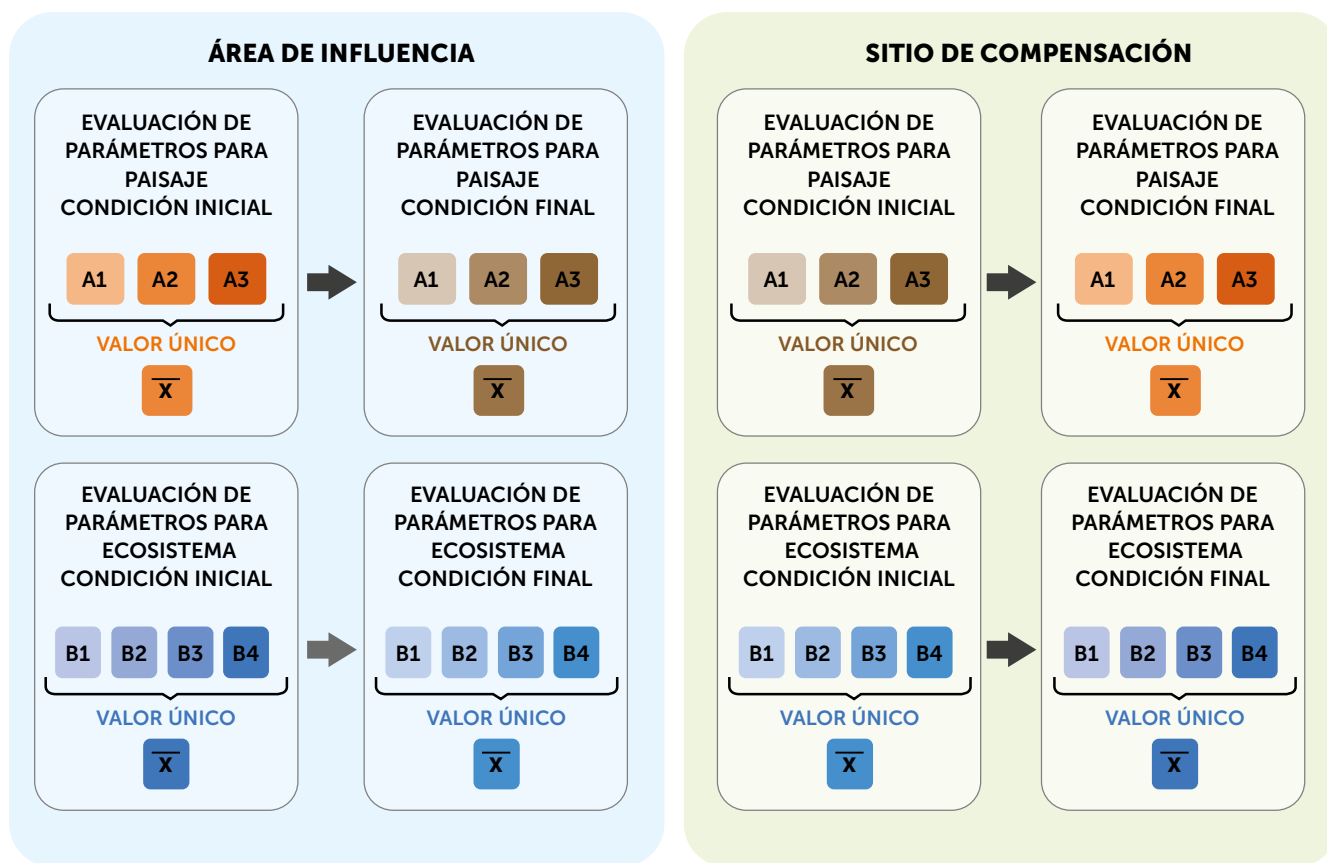 ÁREA DE INFLUENCIA
EVALUACIÓN DE
PARÁMETROS PARA
PAISAJE
CONDICIÓN INICIAL
A1 A2 A3
VALOR ÚNICO
X̅
EVALUACIÓN DE
PARÁMETROS PARA
PAISAJE
CONDICIÓN FINAL
A1 A2 A3
VALOR ÚNICO
X̅
EVALUACIÓN DE
PARÁMETROS PARA
ECOSISTEMA
CONDICIÓN INICIAL
B1 B2 B3 B4
VALOR ÚNICO
X̅
EVALUACIÓN DE
PARÁMETROS PARA
ECOSISTEMA
CONDICIÓN FINAL
B1 B2 B3 B4
VALOR ÚNICO
X̅
SITIO DE COMPENSACIÓN
EVALUACIÓN DE
PARÁMETROS PARA
PAISAJE
CONDICIÓN INICIAL
A1 A2 A3
VALOR ÚNICO
X̅
EVALUACIÓN DE
PARÁMETROS PARA
PAISAJE
CONDICIÓN FINAL
A1 A2 A3
VALOR ÚNICO
X̅
EVALUACIÓN DE
PARÁMETROS PARA
ECOSISTEMA
CONDICIÓN INICIAL
B1 B2 B3 B4
VALOR ÚNICO
X̅
EVALUACIÓN DE
PARÁMETROS PARA
ECOSISTEMA
CONDICIÓN FINAL
B1 B2 B3 B4
VALOR ÚNICO
X̅